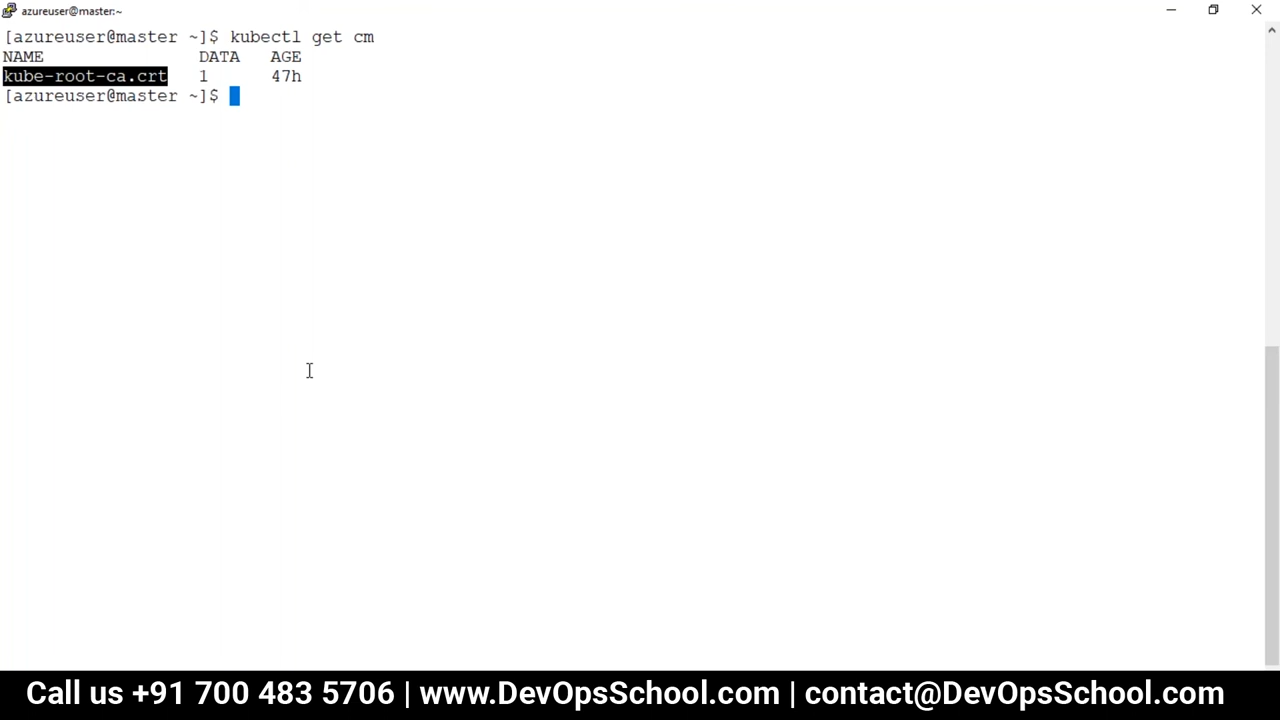 azureuser@master:~
[azureuser@master ~]$ kubectl get cm
NAME DATA AGE
kube-root-ca.crt 1 47h
[azureuser@master ~]$
Call us +91 700 483 5706 | www.DevOpsSchool.com | contact@DevOpsSchool.com